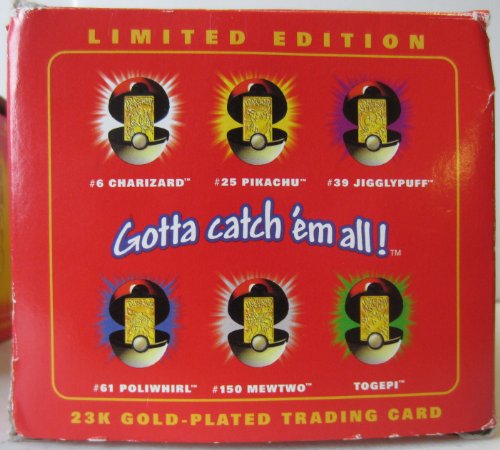 LIMITED EDITION
#6 CHARIZARD™ #25 PIKACHU™ #39 JIGGLYPUFF™
Gotta catch 'em all!™
#61 POLIWHIRL™ #150 MEWTWO™ TOGEPI™
23K GOLD-PLATED TRADING CARD